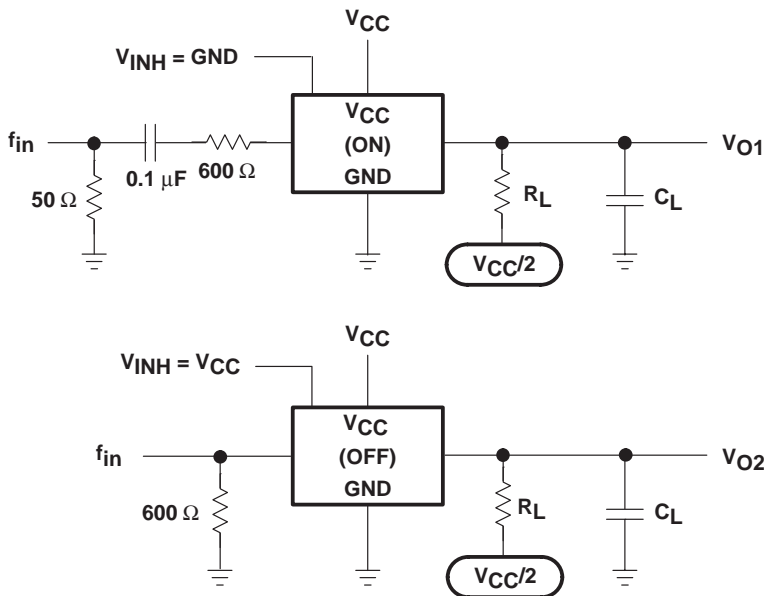 VCC
VINH = GND
VCC
(ON)
GND
fin
0.1 μF
600 Ω
50 Ω
RL
CL
VO1
VCC/2
VCC
VINH = VCC
VCC
(OFF)
GND
fin
600 Ω
RL
CL
VO2
VCC/2